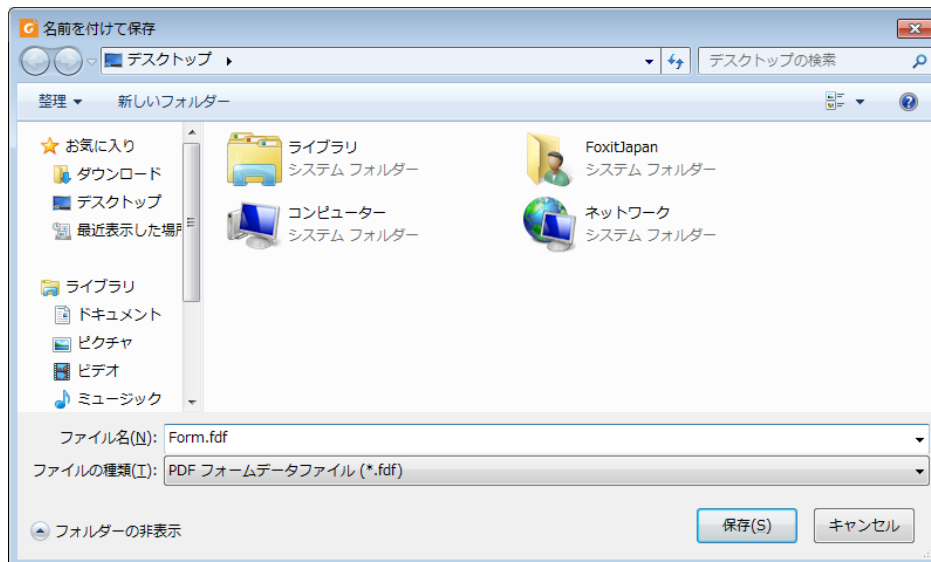 名前を付けて保存
デスクトップ
デスクトップの検索
整理
新しいフォルダー
お気に入り
ダウンロード
デスクトップ
最近表示した場所
ライブラリ
ドキュメント
ピクチャ
ビデオ
ミュージック
ライブラリ
システム フォルダー
FoxitJapan
システム フォルダー
コンピューター
システム フォルダー
ネットワーク
システム フォルダー
ファイル名(N): Form.fdf
ファイルの種類(T): PDF フォームデータファイル (*.fdf)
フォルダーの非表示
保存(S)
キャンセル